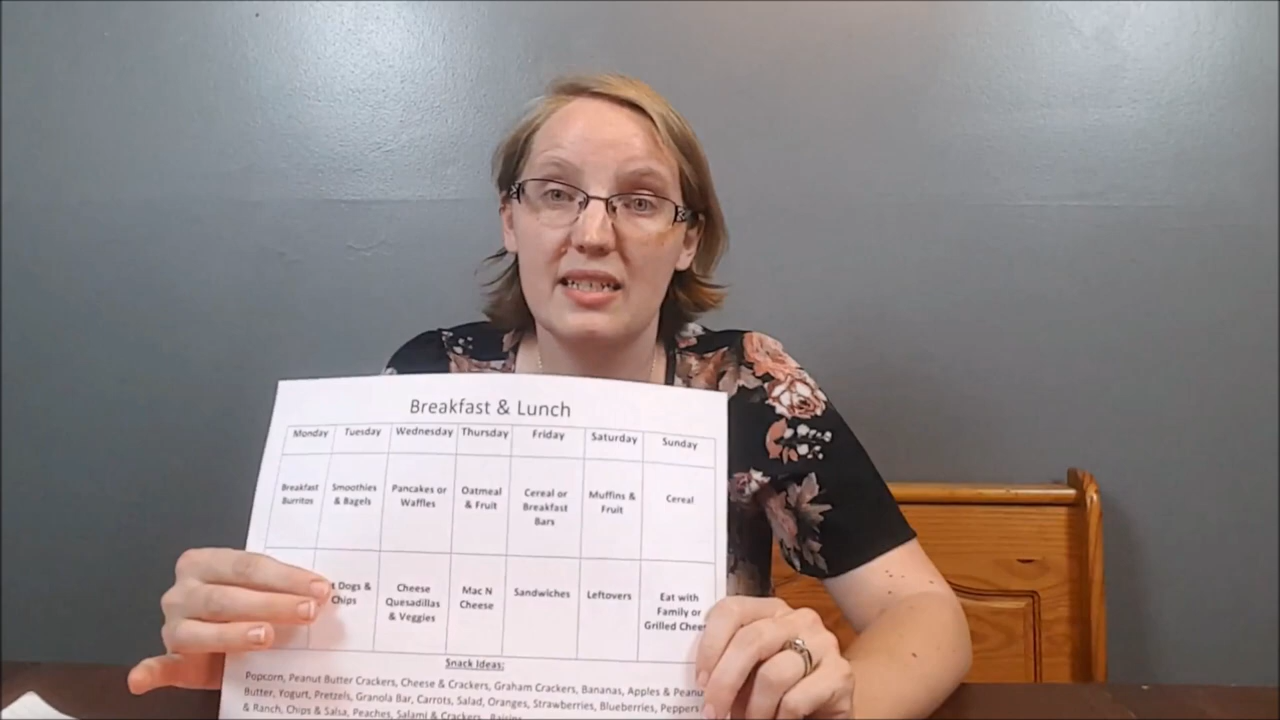 Breakfast & Lunch
Monday Tuesday Wednesday Thursday Friday Saturday Sunday
Breakfast Burritos
Smoothies & Bagels
Pancakes or Waffles
Oatmeal & Fruit
Cereal or Breakfast Bars
Muffins & Fruit
Cereal
Dogs & Chips
Cheese Quesadillas & Veggies
Mac N Cheese
Sandwiches
Leftovers
Eat with Family or Grilled Chee
Snack Ideas:
Popcorn, Peanut Butter Crackers, Cheese & Crackers, Graham Crackers, Bananas, Apples & Peanu
Butter, Yogurt, Pretzels, Granola Bar, Carrots, Salad, Oranges, Strawberries, Blueberries, Peppers
& Ranch, Chips & Salsa, Peaches, Salami & Crackers, Raisins